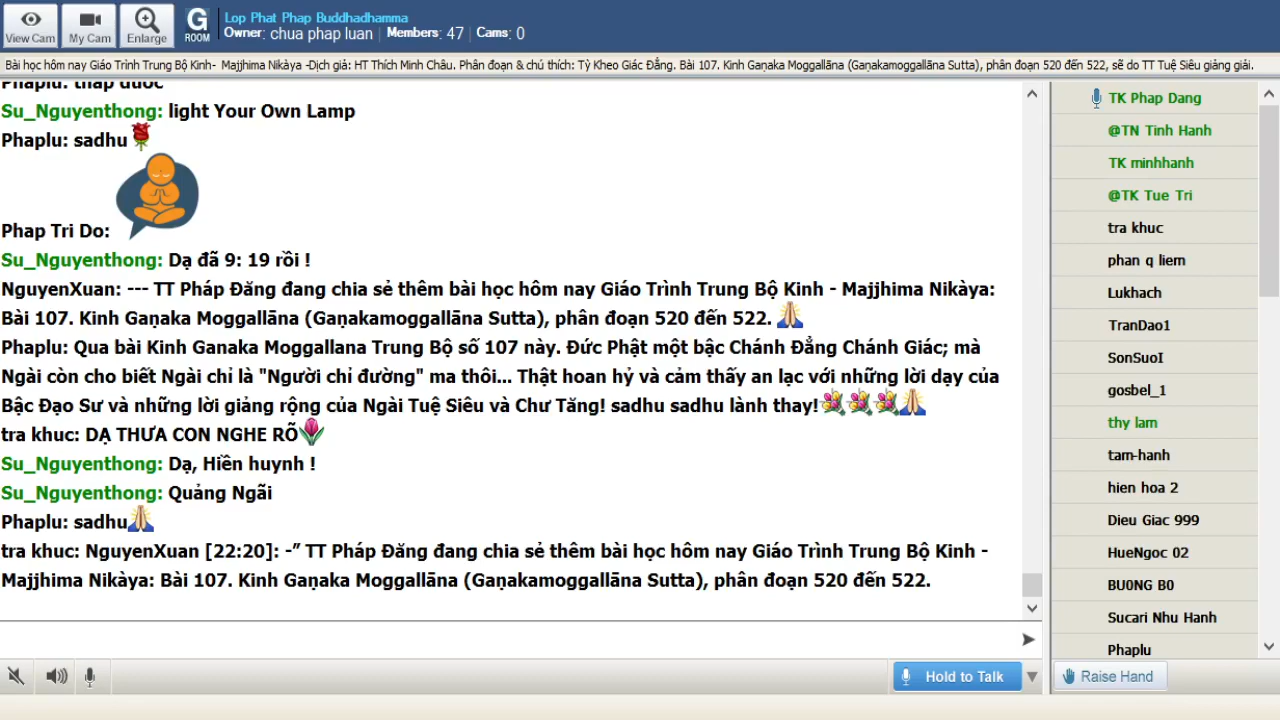 View Cam
My Cam
Enlarge
G
ROOM
Lop Phat Phap Buddhadhamma
Owner: chua phap luan | Members: 47 | Cams: 0
Bài học hôm nay Giáo Trình Trung Bộ Kinh- Majjhima Nikàya -Dịch giả: HT Thích Minh Châu. Phân đoạn & chú thích: Tỳ Kheo Giác Đẳng. Bài 107. Kinh Gaṇaka Moggallāna (Gaṇakamoggallāna Sutta), phân đoạn 520 đến 522, sẽ do TT Tuệ Siêu giảng giải.
Phaplu: thắp đuốc
Su_Nguyenthong: light Your Own Lamp
Phaplu: sadhu
Phap Tri Do:
Su_Nguyenthong: Dạ đã 9: 19 rồi !
NguyenXuan: --- TT Pháp Đăng đang chia sẻ thêm bài học hôm nay Giáo Trình Trung Bộ Kinh - Majjhima Nikàya:
Bài 107. Kinh Gaṇaka Moggallāna (Gaṇakamoggallāna Sutta), phân đoạn 520 đến 522.
Phaplu: Qua bài Kinh Ganaka Moggallana Trung Bộ số 107 này. Đức Phật một bậc Chánh Đẳng Chánh Giác; mà
Ngài còn cho biết Ngài chỉ là "Người chỉ đường" ma thôi... Thật hoan hỷ và cảm thấy an lạc với những lời dạy của
Bậc Đạo Sư và những lời giảng rộng của Ngài Tuệ Siêu và Chư Tăng! sadhu sadhu lành thay!
tra khuc: DẠ THƯA CON NGHE RÕ
Su_Nguyenthong: Dạ, Hiền huynh !
Su_Nguyenthong: Quảng Ngãi
Phaplu: sadhu
tra khuc: NguyenXuan [22:20]: -” TT Pháp Đăng đang chia sẻ thêm bài học hôm nay Giáo Trình Trung Bộ Kinh -
Majjhima Nikàya: Bài 107. Kinh Gaṇaka Moggallāna (Gaṇakamoggallāna Sutta), phân đoạn 520 đến 522.
TK Phap Dang
@TN Tinh Hanh
TK minhhanh
@TK Tue Tri
tra khuc
phan q liem
Lukhach
TranDao1
SonSuoI
gosbel_1
thy lam
tam-hanh
hien hoa 2
Dieu Giac 999
HueNgoc 02
BU0NG B0
Sucari Nhu Hanh
Phaplu
Hold to Talk
Raise Hand